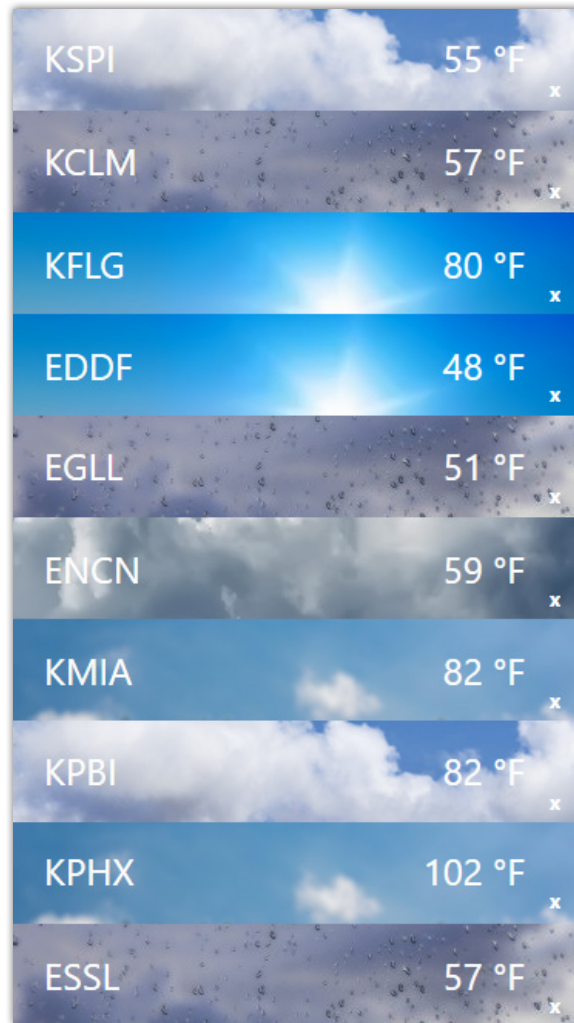 KSPI 55 °F
x
KCLM 57 °F
x
KFLG 80 °F
x
EDDF 48 °F
x
EGLL 51 °F
x
ENCN 59 °F
x
KMIA 82 °F
x
KPBI 82 °F
x
KPHX 102 °F
x
ESSL 57 °F
x